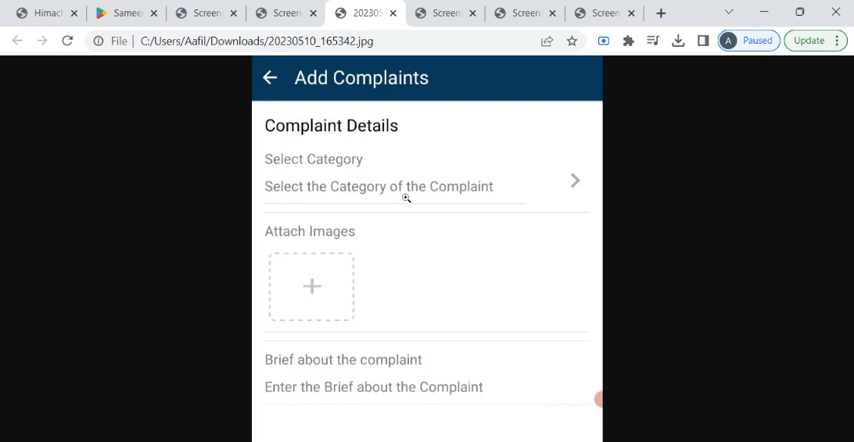 Himach
Samee
Screen
Screen
20230
Screen
Screen
Screen
File
C:/Users/Aafil/Downloads/20230510_165342.jpg
A
Paused
Update
Add Complaints
Complaint Details
Select Category
Select the Category of the Complaint
Attach Images
Brief about the complaint
Enter the Brief about the Complaint